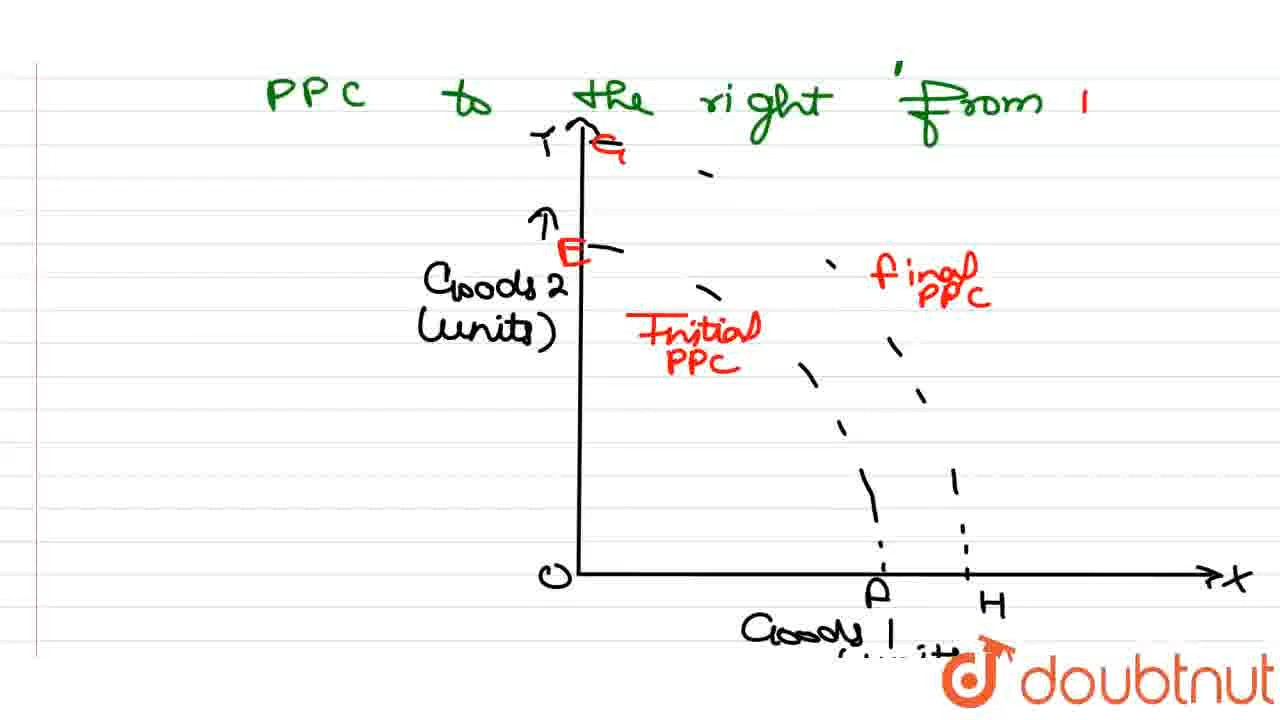 PPC to the right from
Y
G
E
Goods 2
(units)
final
PPC
Initial
PPC
O
X
H
Goods 1
doubtnut